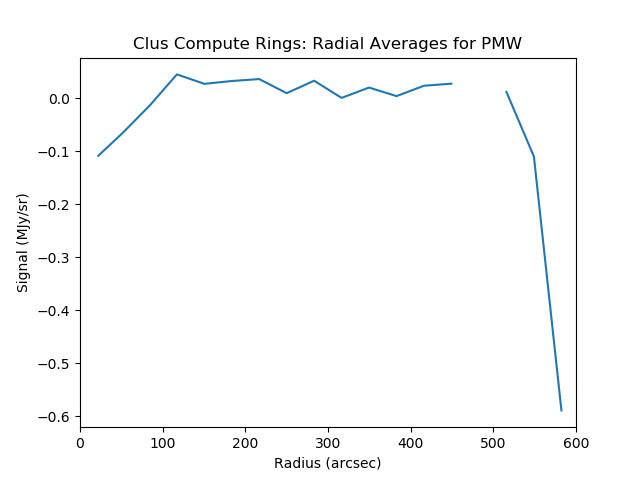 Clus Compute Rings: Radial Averages for PMW
Signal (MJy/sr)
0.0
−0.1
−0.2
−0.3
−0.4
−0.5
−0.6
0 100 200 300 400 500 600
Radius (arcsec)